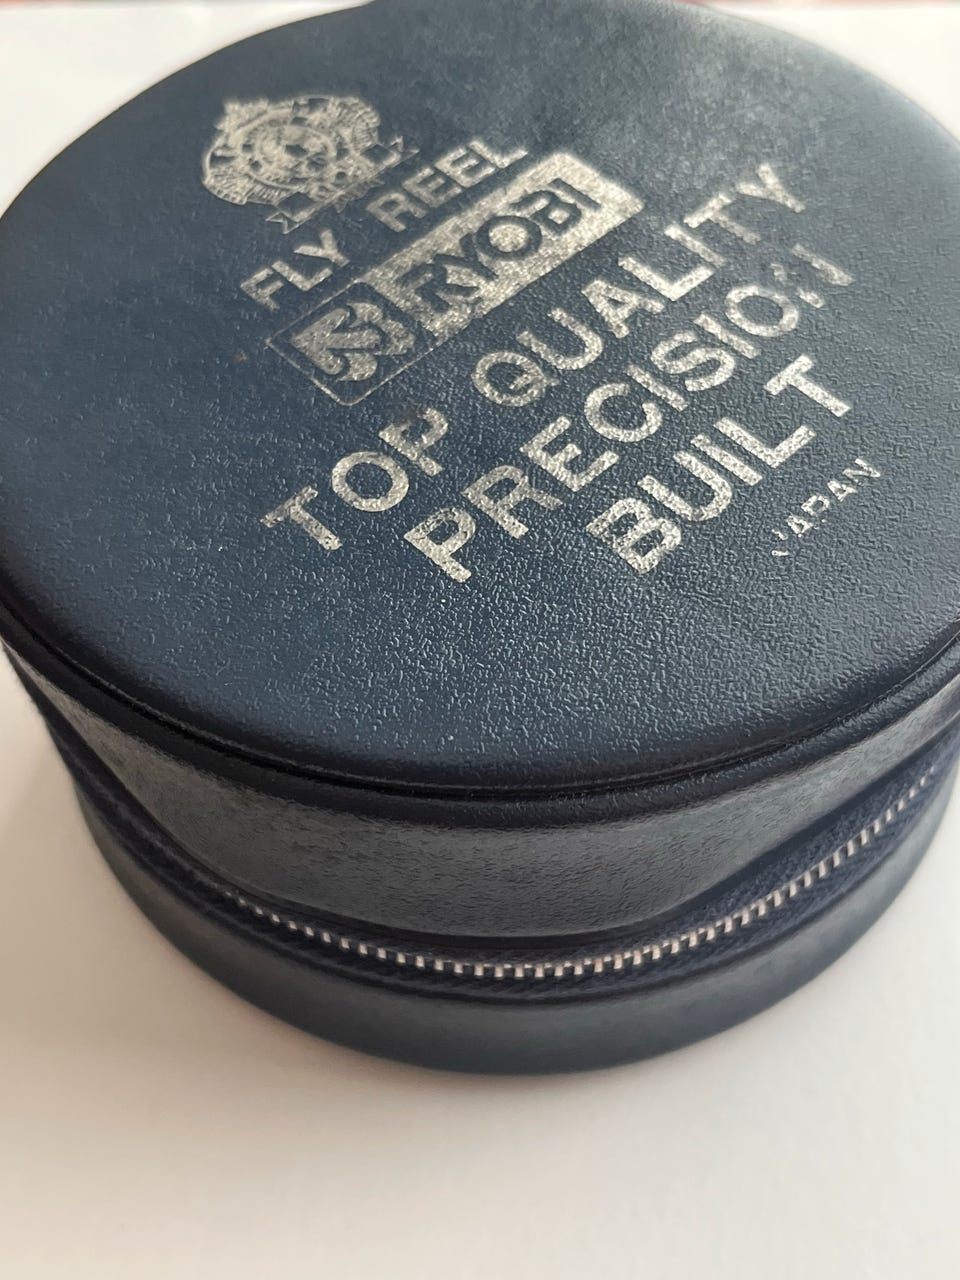 FLY REEL
RYOBI
TOP QUALITY
PRECISION
BUILT
JAPAN